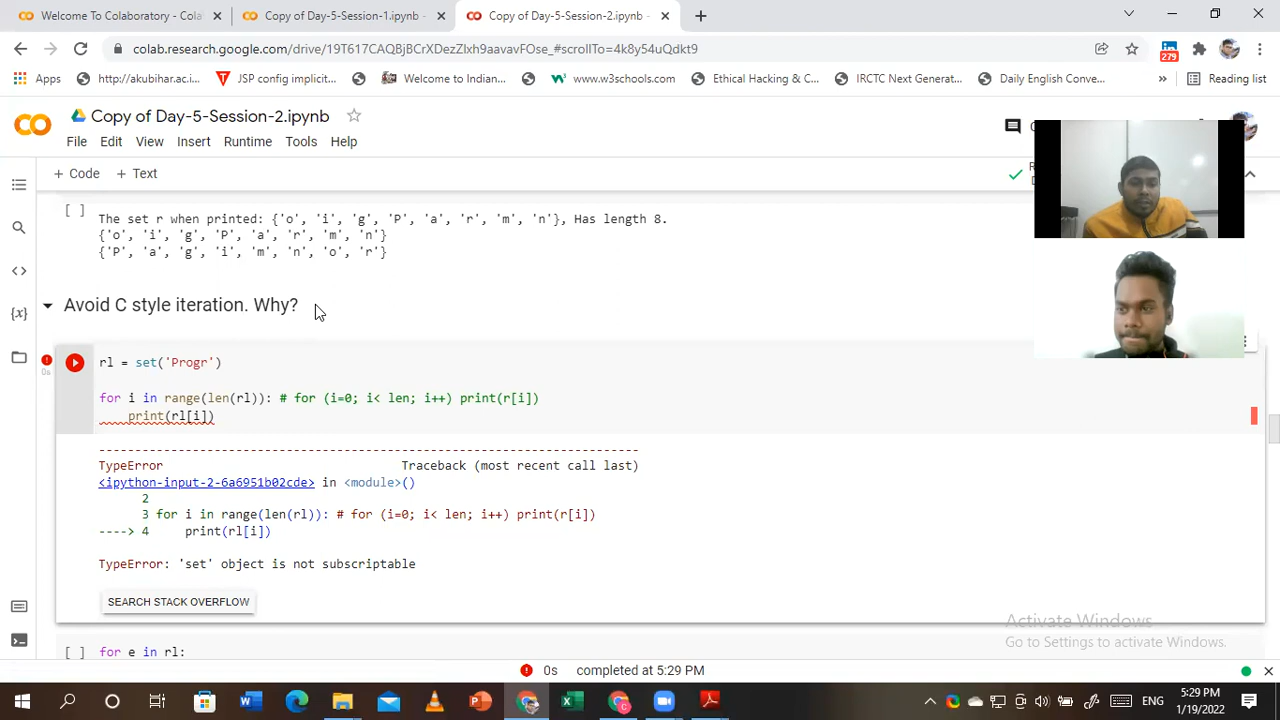 Welcome To Colaboratory - Cola
Copy of Day-5-Session-1.ipynb -
Copy of Day-5-Session-2.ipynb -
colab.research.google.com/drive/19T617CAQBjBCrXDezZlxh9aavavFOse_#scrollTo=4k8y54uQdkt9
279
Apps
http://akubihar.ac.i...
JSP config implicit...
Welcome to Indian...
www.w3schools.com
Ethical Hacking & C...
IRCTC Next Generat...
Daily English Conve...
»
Reading list
CO
Copy of Day-5-Session-2.ipynb
File Edit View Insert Runtime Tools Help
+ Code + Text
[ ] The set r when printed: {'o', 'i', 'g', 'P', 'a', 'r', 'm', 'n'}, Has length 8.
{'o', 'i', 'g', 'P', 'a', 'r', 'm', 'n'}
{'P', 'a', 'g', 'i', 'm', 'n', 'o', 'r'}
Avoid C style iteration. Why?
0s
rl = set('Progr')
for i in range(len(rl)): # for (i=0; i< len; i++) print(r[i])
print(rl[i])
---------------------------------------------------------------------------
TypeError Traceback (most recent call last)
<ipython-input-2-6a6951b02cde> in <module>()
2
3 for i in range(len(rl)): # for (i=0; i< len; i++) print(r[i])
----> 4 print(rl[i])
TypeError: 'set' object is not subscriptable
SEARCH STACK OVERFLOW
[ ] for e in rl:
Activate Windows
Go to Settings to activate Windows.
0s completed at 5:29 PM
ENG
5:29 PM
1/19/2022